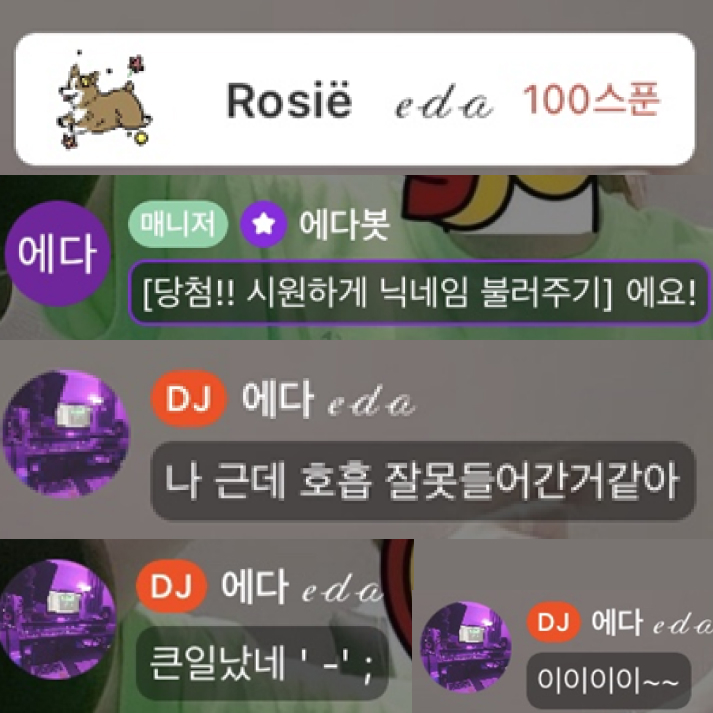 Rosië 𝓮𝓭𝓪 100스푼
에다
매니저 에다봇
[당첨!! 시원하게 닉네임 불러주기] 에요!
DJ 에다 𝓮𝓭𝓪
나 근데 호흡 잘못들어간거같아
DJ 에다 𝓮𝓭𝓪
큰일났네 ' -' ;
DJ 에다 𝓮𝓭𝓪
이이이이~~